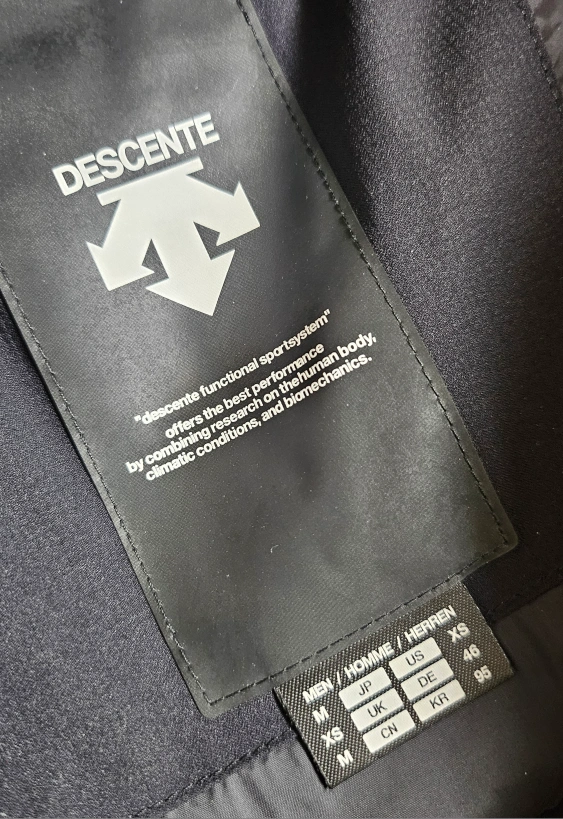 DESCENTE
"descente functional sportsystem"
offers the best performance
by combining research on the human body,
climatic conditions, and biomechanics.
MEN / HOMME / HERREN
M JP US XS
XS UK DE 46
M CN KR 95